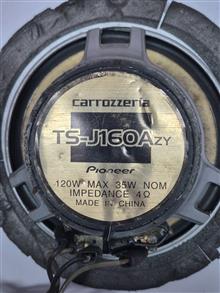 carrozzeria
TS-J160AZY
Pioneer
120W MAX 35W NOM
IMPEDANCE 4Ω
MADE IN CHINA